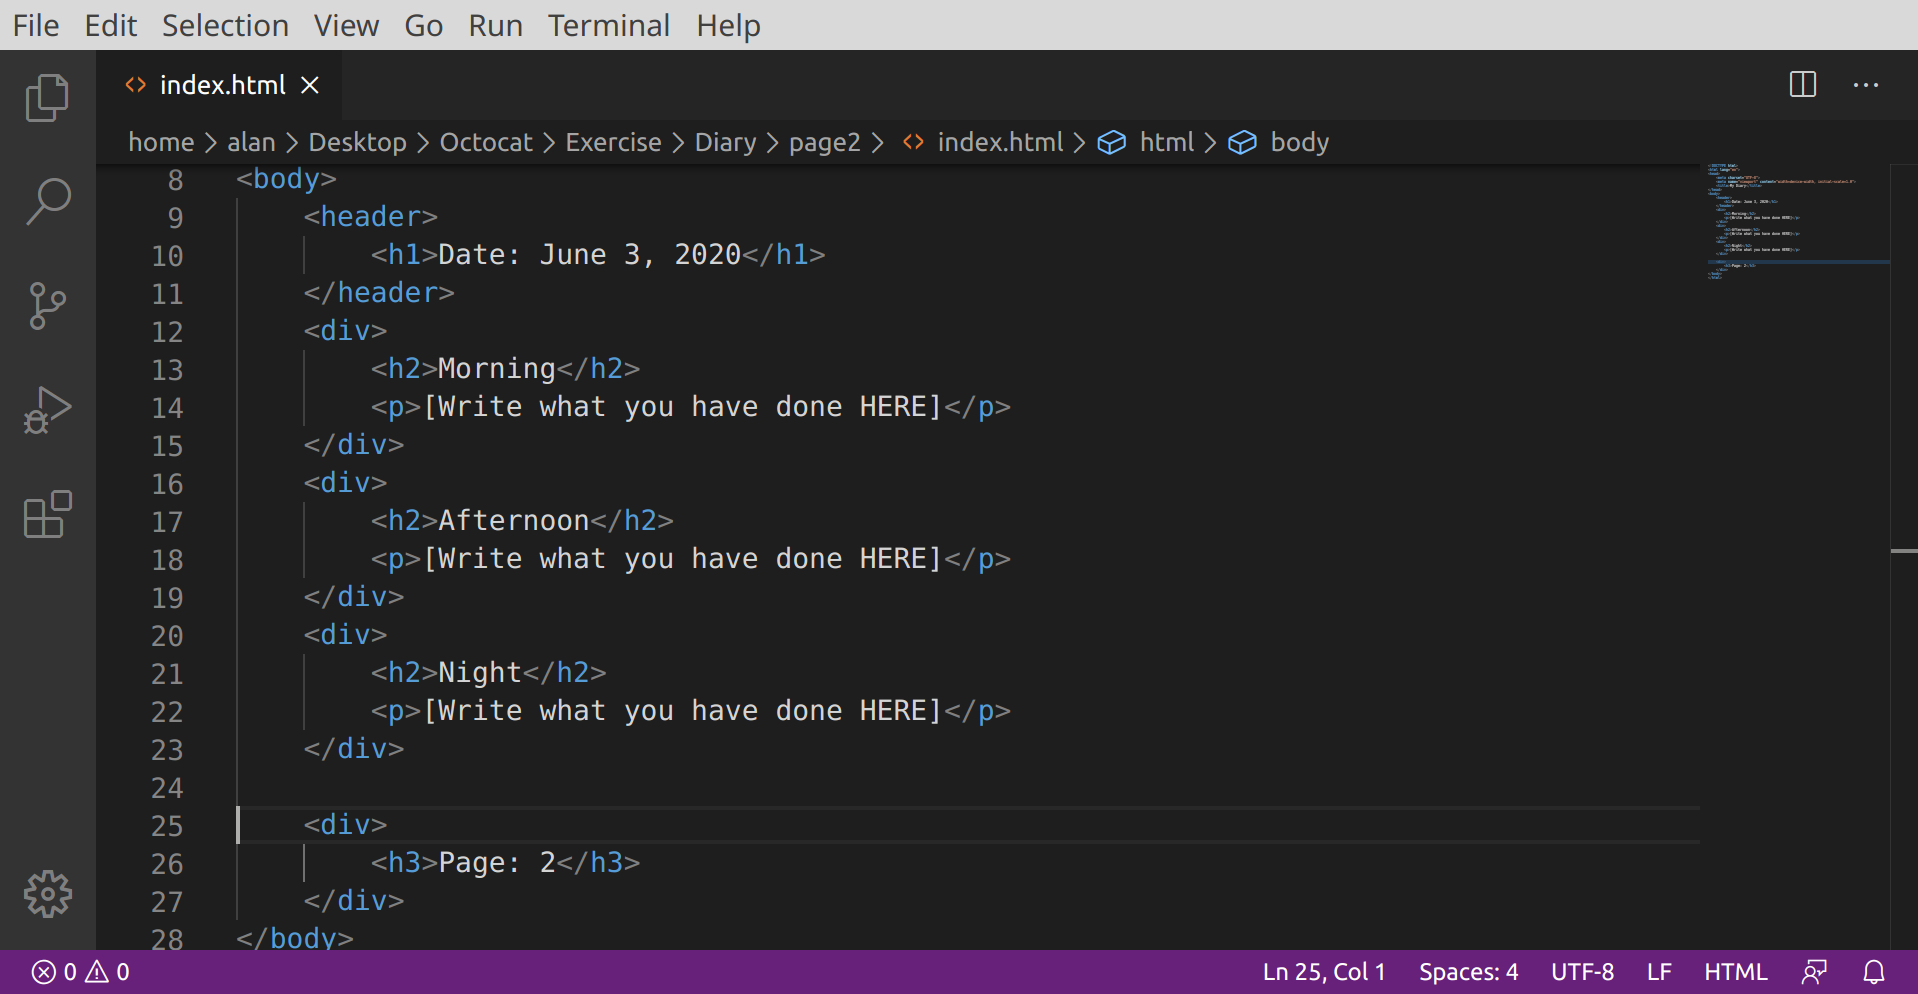 File Edit Selection View Go Run Terminal Help
index.html
home > alan > Desktop > Octocat > Exercise > Diary > page2 > <> index.html > html > body
8 <body>
9 <header>
10 <h1>Date: June 3, 2020</h1>
11 </header>
12 <div>
13 <h2>Morning</h2>
14 <p>[Write what you have done HERE]</p>
15 </div>
16 <div>
17 <h2>Afternoon</h2>
18 <p>[Write what you have done HERE]</p>
19 </div>
20 <div>
21 <h2>Night</h2>
22 <p>[Write what you have done HERE]</p>
23 </div>
24
25 <div>
26 <h3>Page: 2</h3>
27 </div>
28 </body>
0 0 Ln 25, Col 1 Spaces: 4 UTF-8 LF HTML